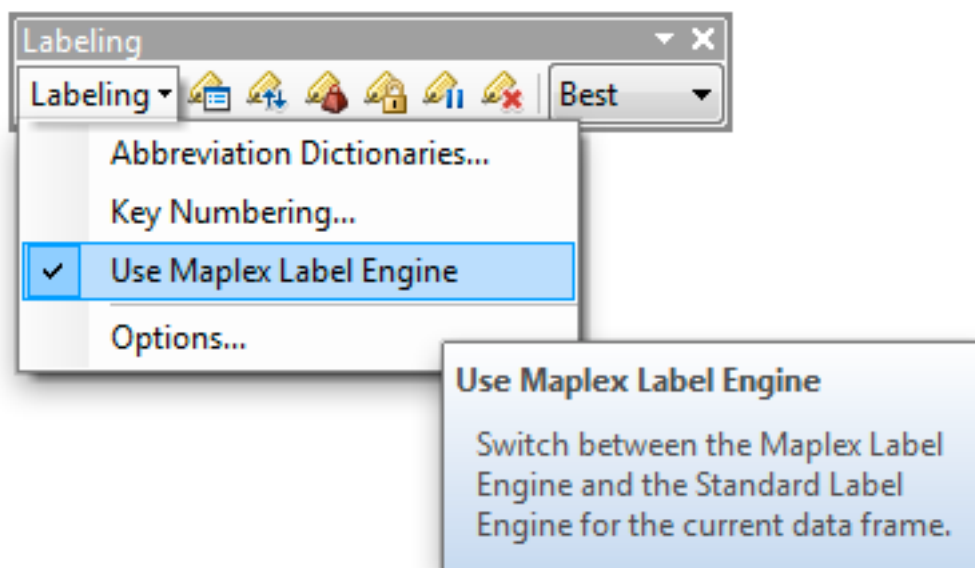 Labeling
Labeling Best
Abbreviation Dictionaries...
Key Numbering...
Use Maplex Label Engine
Options...
Use Maplex Label Engine
Switch between the Maplex Label
Engine and the Standard Label
Engine for the current data frame.